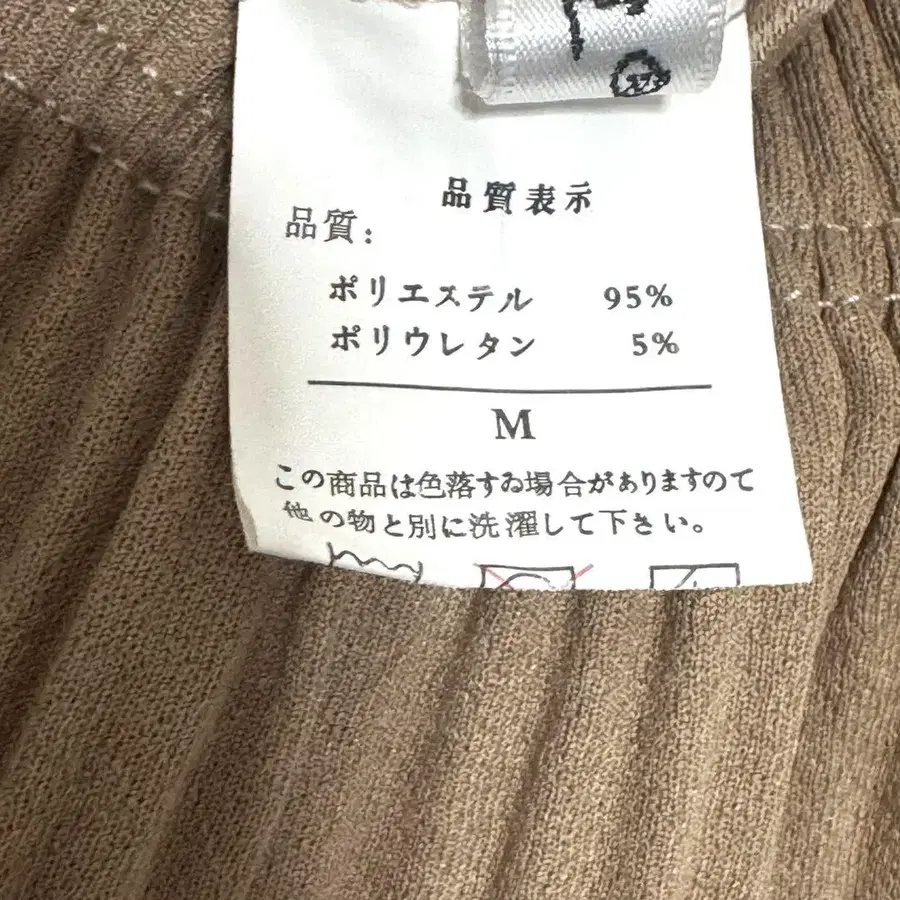 品質表示
品質:
ポリエステル 95%
ポリウレタン 5%
M
この商品は色落する場合がありますので
他の物と別に洗濯して下さい。